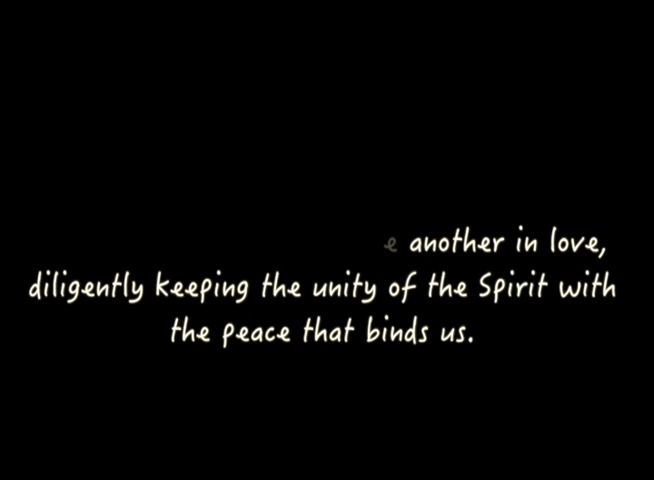 e another in love,
diligently keeping the unity of the Spirit with
the peace that binds us.